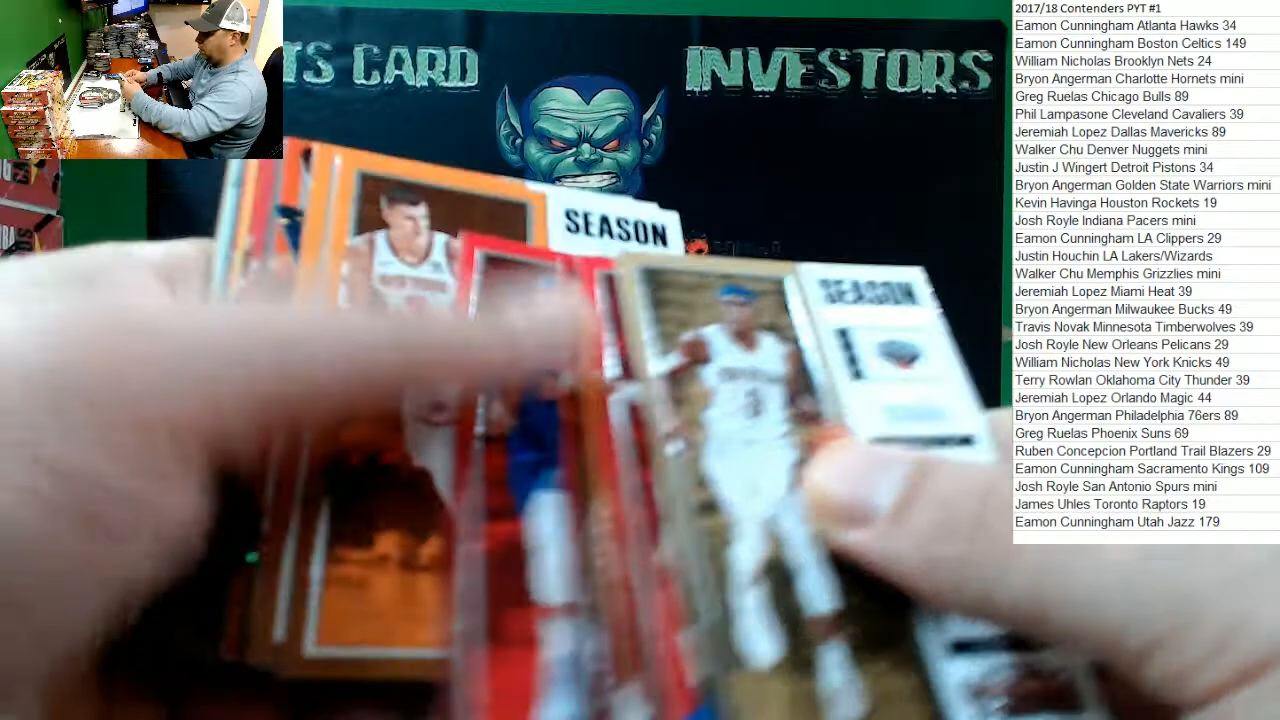 TS CARD INVESTORS
SEASON
SEASON
3
2017/18 Contenders PYT #1
Eamon Cunningham Atlanta Hawks 34
Eamon Cunningham Boston Celtics 149
William Nicholas Brooklyn Nets 24
Bryon Angerman Charlotte Hornets mini
Greg Ruelas Chicago Bulls 89
Phil Lampasone Cleveland Cavaliers 39
Jeremiah Lopez Dallas Mavericks 89
Walker Chu Denver Nuggets mini
Justin J Wingert Detroit Pistons 34
Bryon Angerman Golden State Warriors mini
Kevin Havinga Houston Rockets 19
Josh Royle Indiana Pacers mini
Eamon Cunningham LA Clippers 29
Justin Houchin LA Lakers/Wizards
Walker Chu Memphis Grizzlies mini
Jeremiah Lopez Miami Heat 39
Bryon Angerman Milwaukee Bucks 49
Travis Novak Minnesota Timberwolves 39
Josh Royle New Orleans Pelicans 29
William Nicholas New York Knicks 49
Terry Rowlan Oklahoma City Thunder 39
Jeremiah Lopez Orlando Magic 44
Bryon Angerman Philadelphia 76ers 89
Greg Ruelas Phoenix Suns 69
Ruben Concepcion Portland Trail Blazers 29
Eamon Cunningham Sacramento Kings 109
Josh Royle San Antonio Spurs mini
James Uhles Toronto Raptors 19
Eamon Cunningham Utah Jazz 179